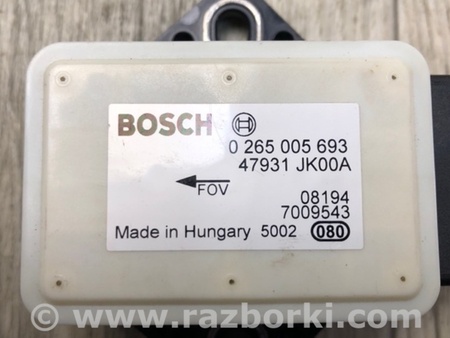 BOSCH
0 265 005 693
47931 JK00A
FOV
08194
7009543
Made in Hungary 5002 080
© www.razborki.com